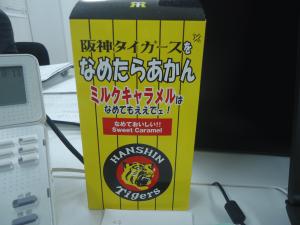 阪神タイガースを
なめたらあかん
ミルクキャラメルは
なめてもええでェ!
なめておいしい!!
Sweet Caramel
HANSHIN
Tigers